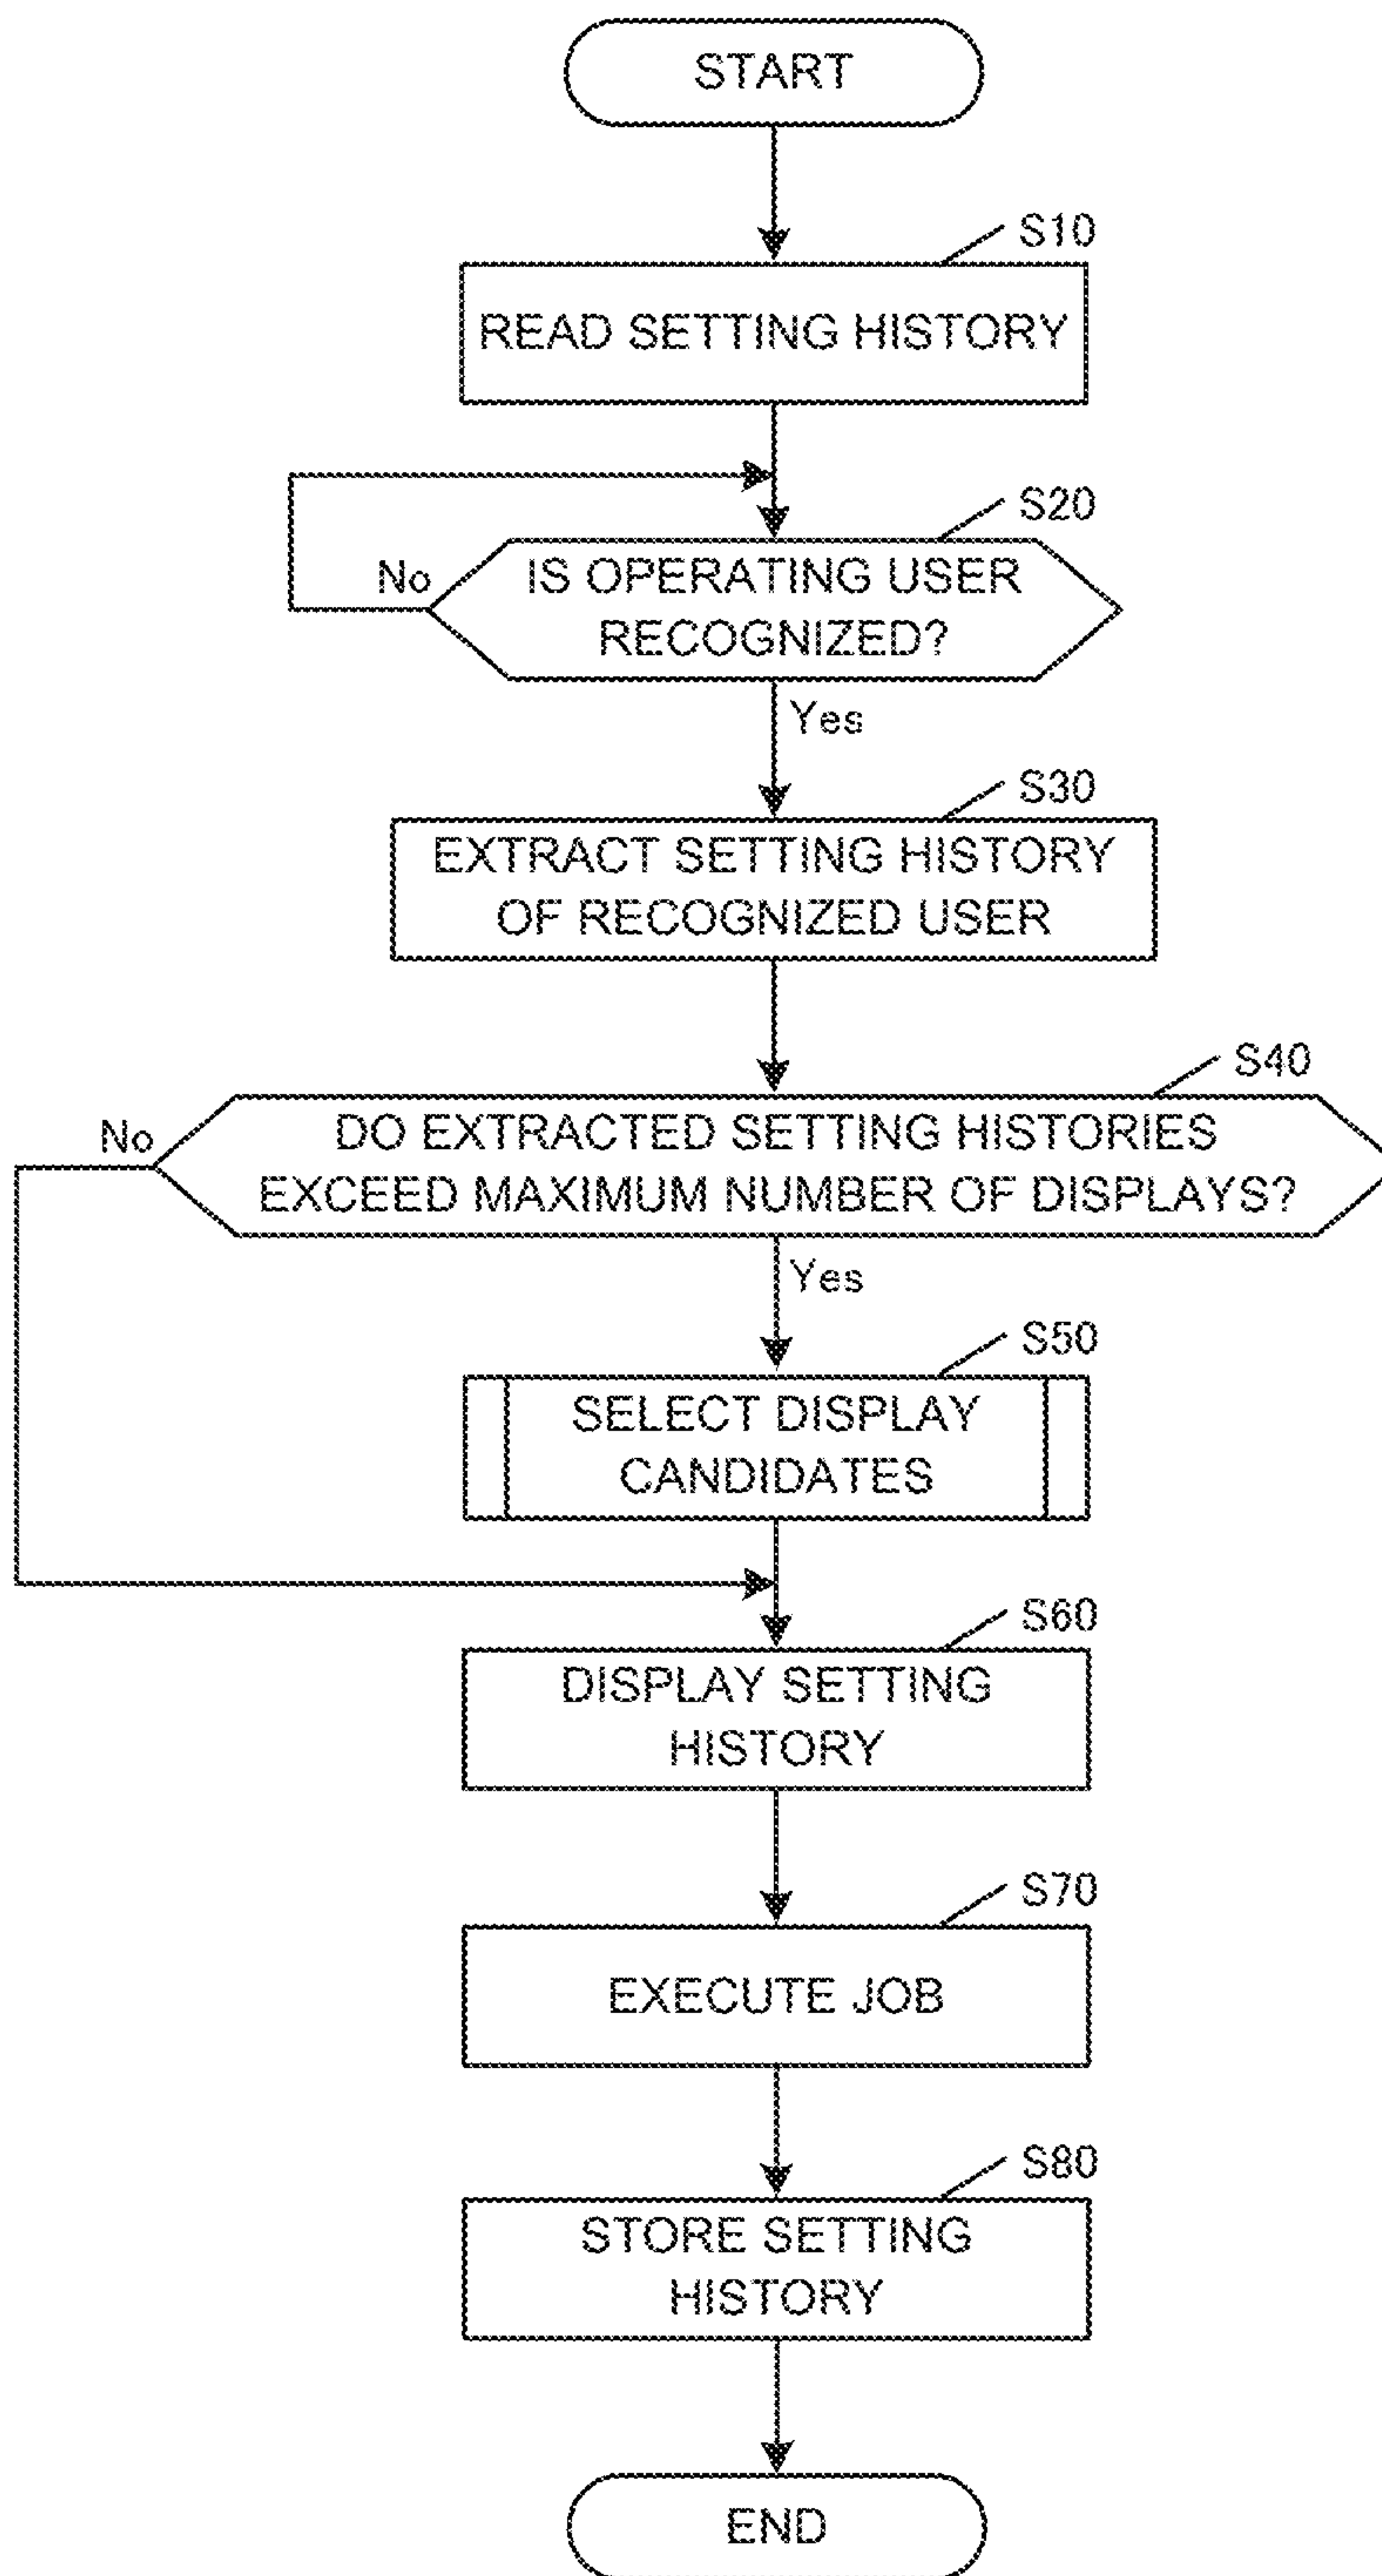 START
S10
READ SETTING HISTORY
S20
No
IS OPERATING USER
RECOGNIZED?
Yes
S30
EXTRACT SETTING HISTORY
OF RECOGNIZED USER
S40
No
DO EXTRACTED SETTING HISTORIES
EXCEED MAXIMUM NUMBER OF DISPLAYS?
Yes
S50
SELECT DISPLAY
CANDIDATES
S60
DISPLAY SETTING
HISTORY
S70
EXECUTE JOB
S80
STORE SETTING
HISTORY
END